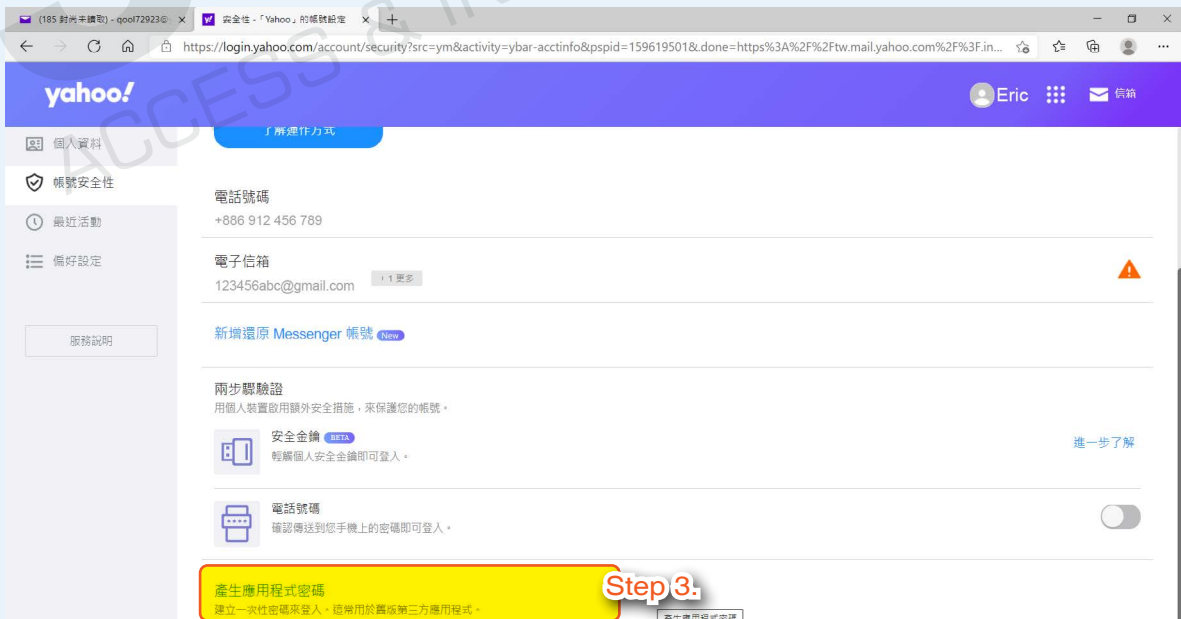 (185 封尚未讀取) - qool72923@
安全性 -「Yahoo」的帳號設定
https://login.yahoo.com/account/security?src=ym&activity=ybar-acctinfo&pspid=159619501&.done=https%3A%2F%2Ftw.mail.yahoo.com%2F%3F.in...
yahoo!
Eric
信箱
ACCESS &
個人資料
帳號安全性
最近活動
偏好設定
服務說明
了解運作方式
電話號碼
+886 912 456 789
電子信箱
123456abc@gmail.com
，1 更多
新增還原 Messenger 帳號 New
兩步驟驗證
用個人裝置啟用額外安全措施，來保護您的帳號。
安全金鑰 BETA
輕觸個人安全金鑰即可登入。
進一步了解
電話號碼
確認傳送到您手機上的密碼即可登入。
產生應用程式密碼
建立一次性密碼來登入。這常用於舊版第三方應用程式。
Step 3.
產生應用程式密碼